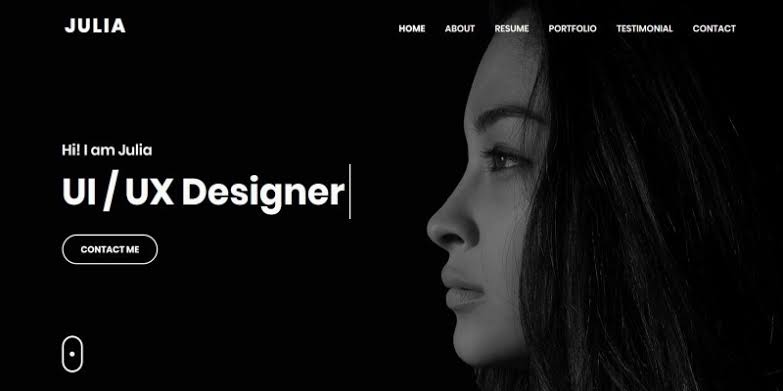 JULIA
HOME ABOUT RESUME PORTFOLIO TESTIMONIAL CONTACT
Hi! I am Julia
UI / UX Designer
CONTACT ME